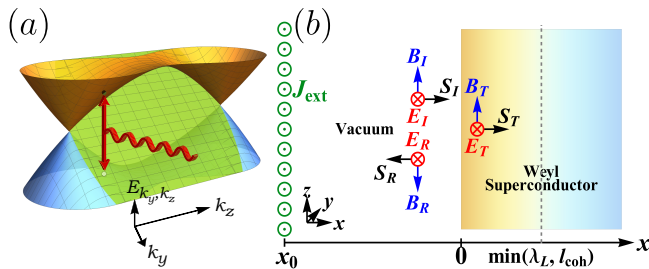 (a)
E_{k_y,k_z}
k_z
k_y
(b)
J_ext
Vacuum
B_I
S_I
E_I
E_R
S_R
B_R
B_T
S_T
E_T
Weyl
Superconductor
z
y
x
x_0
0
min(λ_L, l_coh)
x